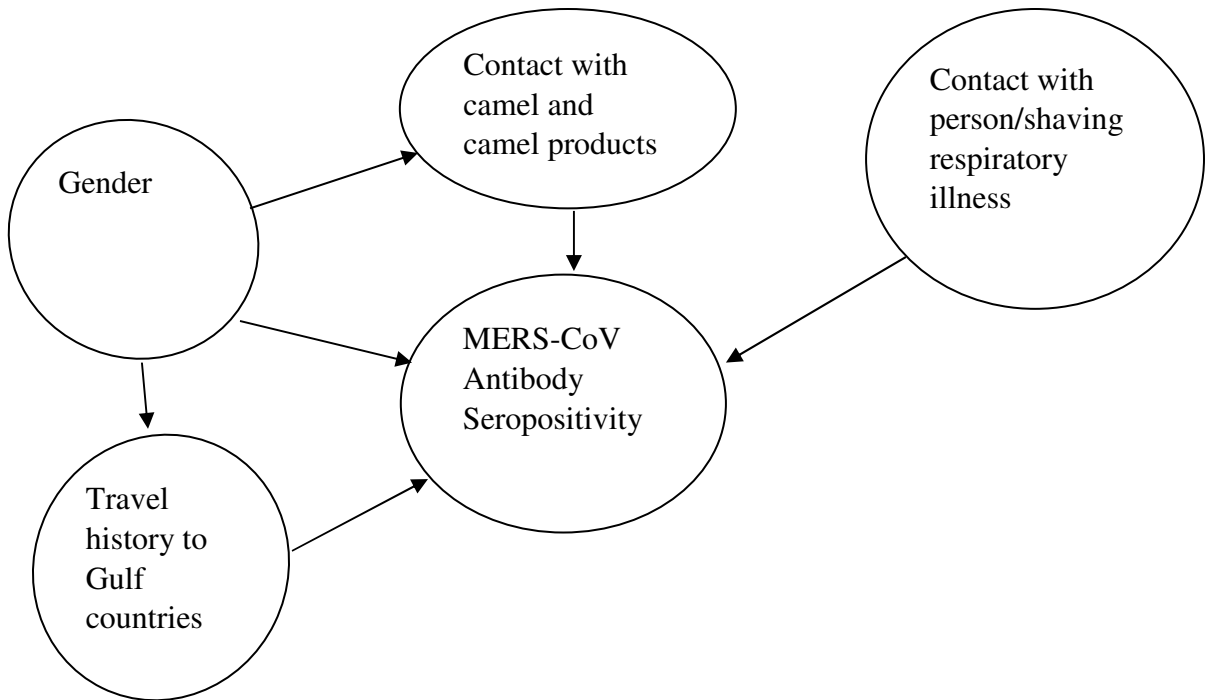 Contact with
camel and
camel products
Contact with
person/shaving
respiratory
illness
Gender
MERS-CoV
Antibody
Seropositivity
Travel
history to
Gulf
countries